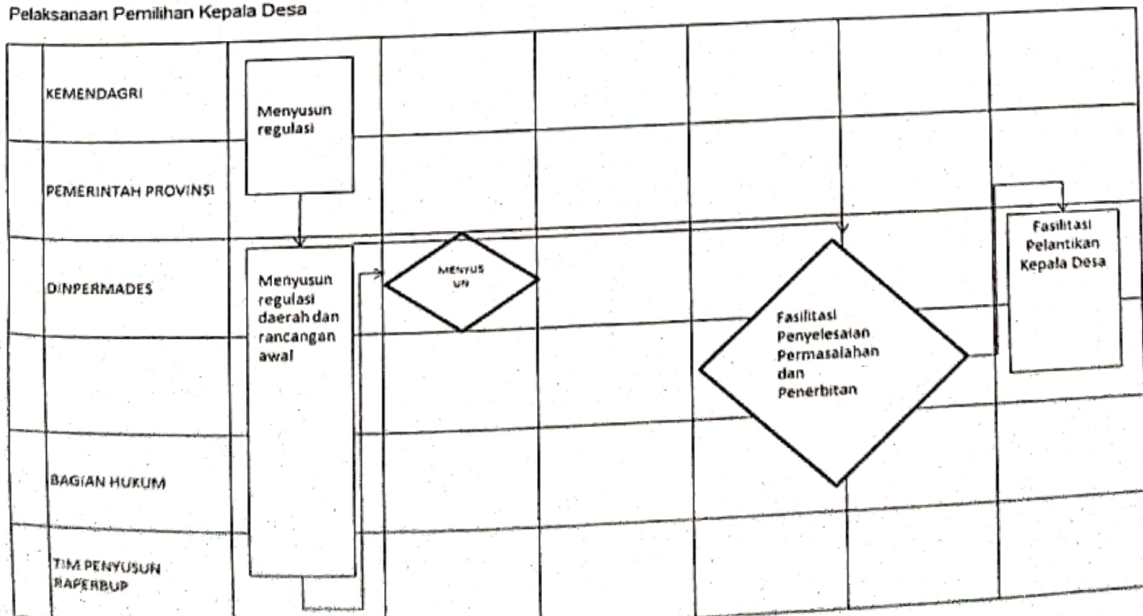 Pelaksanaan Pemilihan Kepala Desa
KEMENDAGRI
Menyusun
regulasi
PEMERINTAH PROVINSI
DINPERMADES
Menyusun
regulasi
daerah dan
rancangan
awal
MENYUS
UN
Fasilitasi
Penyelesaian
Permasalahan
dan
Penerbitan
Fasilitasi
Pelantikan
Kepala Desa
BAGIAN HUKUM
TIM PENYUSUN
RAPERBUP